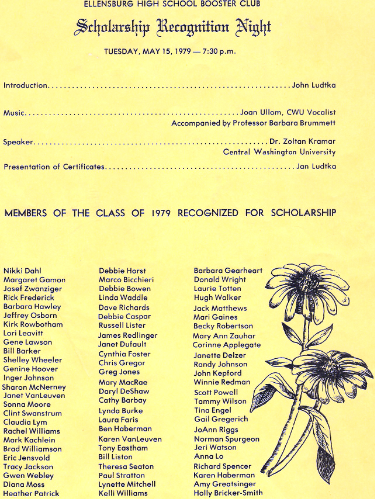 ELLENSBURG HIGH SCHOOL BOOSTER CLUB
Scholarship Recognition Night
TUESDAY, MAY 15, 1979 — 7:30 p.m.
Introduction.......................................................John Ludtka
Music..................................................Joan Ullom, CWU Vocalist
Accompanied by Professor Barbara Brummett
Speaker.......................................................Dr. Zoltan Kramar
Central Washington University
Presentation of Certificates...........................................Jan Ludtka
MEMBERS OF THE CLASS OF 1979 RECOGNIZED FOR SCHOLARSHIP
Nikki Dahl
Margaret Gamon
Josef Zwanziger
Rick Frederick
Barbara Hawley
Jeffrey Osborn
Kirk Rowbotham
Lori Leavitt
Gene Lawson
Bill Barker
Shelley Wheeler
Genine Hoover
Inger Johnson
Sharan McNerney
Janet VanLeuven
Sonna Moore
Clint Swanstrum
Claudia Lym
Rachel Williams
Mark Kachlein
Brad Williamson
Eric Jensvold
Tracy Jackson
Gwen Webley
Diana Moss
Heather Patrick
Debbie Horst
Marco Bicchieri
Debbie Bowen
Linda Waddle
Dave Richards
Debbie Caspar
Russell Lister
James Redlinger
Janet Dufault
Cynthia Foster
Chris Gregor
Greg Jones
Mary MacRae
Daryl DeShaw
Cathy Barbay
Lynda Burke
Laura Faris
Ben Haberman
Karen VanLeuven
Tony Eastham
Bill Liston
Theresa Seaton
Paul Stratton
Lynette Mitchell
Kelli Williams
Barbara Gearheart
Donald Wright
Laurie Totten
Hugh Walker
Jack Matthews
Mari Gaines
Becky Robertson
Mary Ann Zauhar
Corinne Applegate
Janette Delzer
Randy Johnson
John Kepford
Winnie Redman
Scott Powell
Tammy Wilson
Tina Engel
Gail Gregerich
JoAnn Riggs
Norman Spurgeon
Jeri Watson
Anna Lo
Richard Spencer
Karen Haberman
Amy Greatsinger
Holly Bricker-Smith